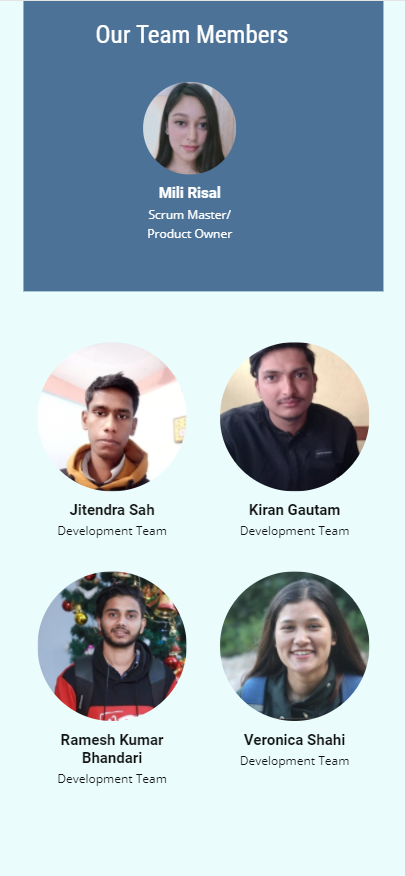 Our Team Members
Mili Risal
Scrum Master/
Product Owner
Jitendra Sah
Development Team
Kiran Gautam
Development Team
Ramesh Kumar
Bhandari
Development Team
Veronica Shahi
Development Team